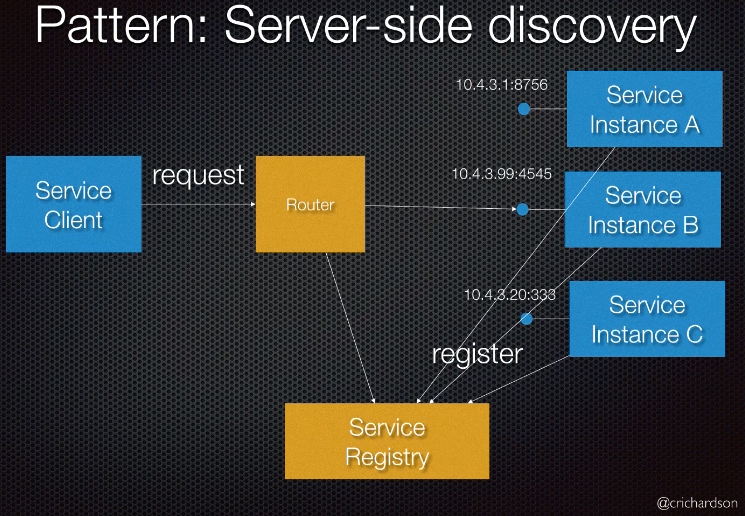 Pattern: Server-side discovery
10.4.3.1:8756
Service
Instance A
10.4.3.99:4545
Service
Client
request
Router
Service
Instance B
10.4.3.20:333
Service
Instance C
register
Service
Registry
@crichardson